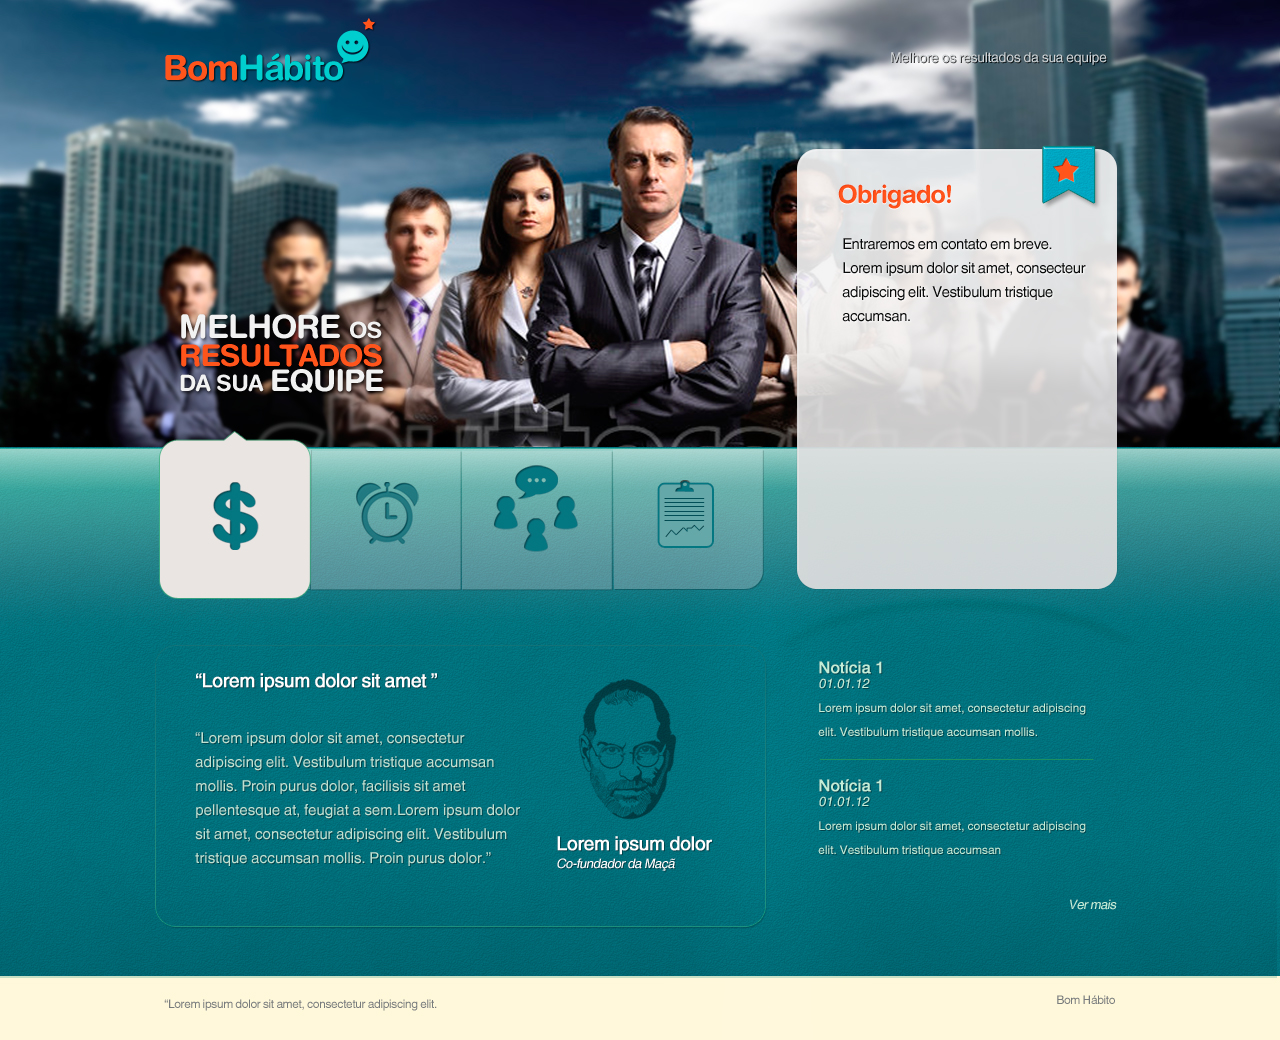 BomHábito
Melhore os resultados da sua equipe
Obrigado!
Entraremos em contato em breve.
Lorem ipsum dolor sit amet, consecteur
adipiscing elit. Vestibulum tristique
accumsan.
MELHORE OS
RESULTADOS
DA SUA EQUIPE
$
“Lorem ipsum dolor sit amet ”
“Lorem ipsum dolor sit amet, consectetur
adipiscing elit. Vestibulum tristique accumsan
mollis. Proin purus dolor, facilisis sit amet
pellentesque at, feugiat a sem.Lorem ipsum dolor
sit amet, consectetur adipiscing elit. Vestibulum
tristique accumsan mollis. Proin purus dolor.”
Lorem ipsum dolor
Co-fundador da Maçã
Notícia 1
01.01.12
Lorem ipsum dolor sit amet, consectetur adipiscing
elit. Vestibulum tristique accumsan mollis.
Notícia 1
01.01.12
Lorem ipsum dolor sit amet, consectetur adipiscing
elit. Vestibulum tristique accumsan
Ver mais
“Lorem ipsum dolor sit amet, consectetur adipiscing elit.
Bom Hábito